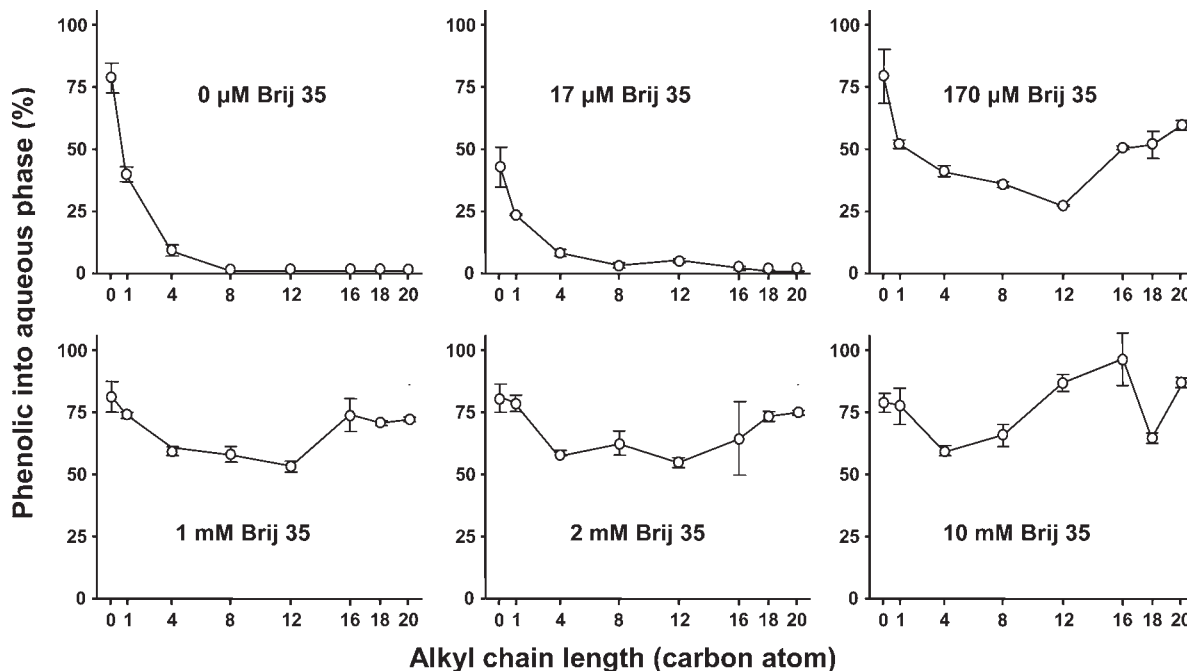 Phenolic into aqueous phase (%)
100
75
50
25
0
0 µM Brij 35
0 1 4 8 12 16 18 20
100
75
50
25
0
17 µM Brij 35
0 1 4 8 12 16 18 20
100
75
50
25
0
170 µM Brij 35
0 1 4 8 12 16 18 20
100
75
50
25
0
1 mM Brij 35
0 1 4 8 12 16 18 20
100
75
50
25
0
2 mM Brij 35
0 1 4 8 12 16 18 20
100
75
50
25
0
10 mM Brij 35
0 1 4 8 12 16 18 20
Alkyl chain length (carbon atom)